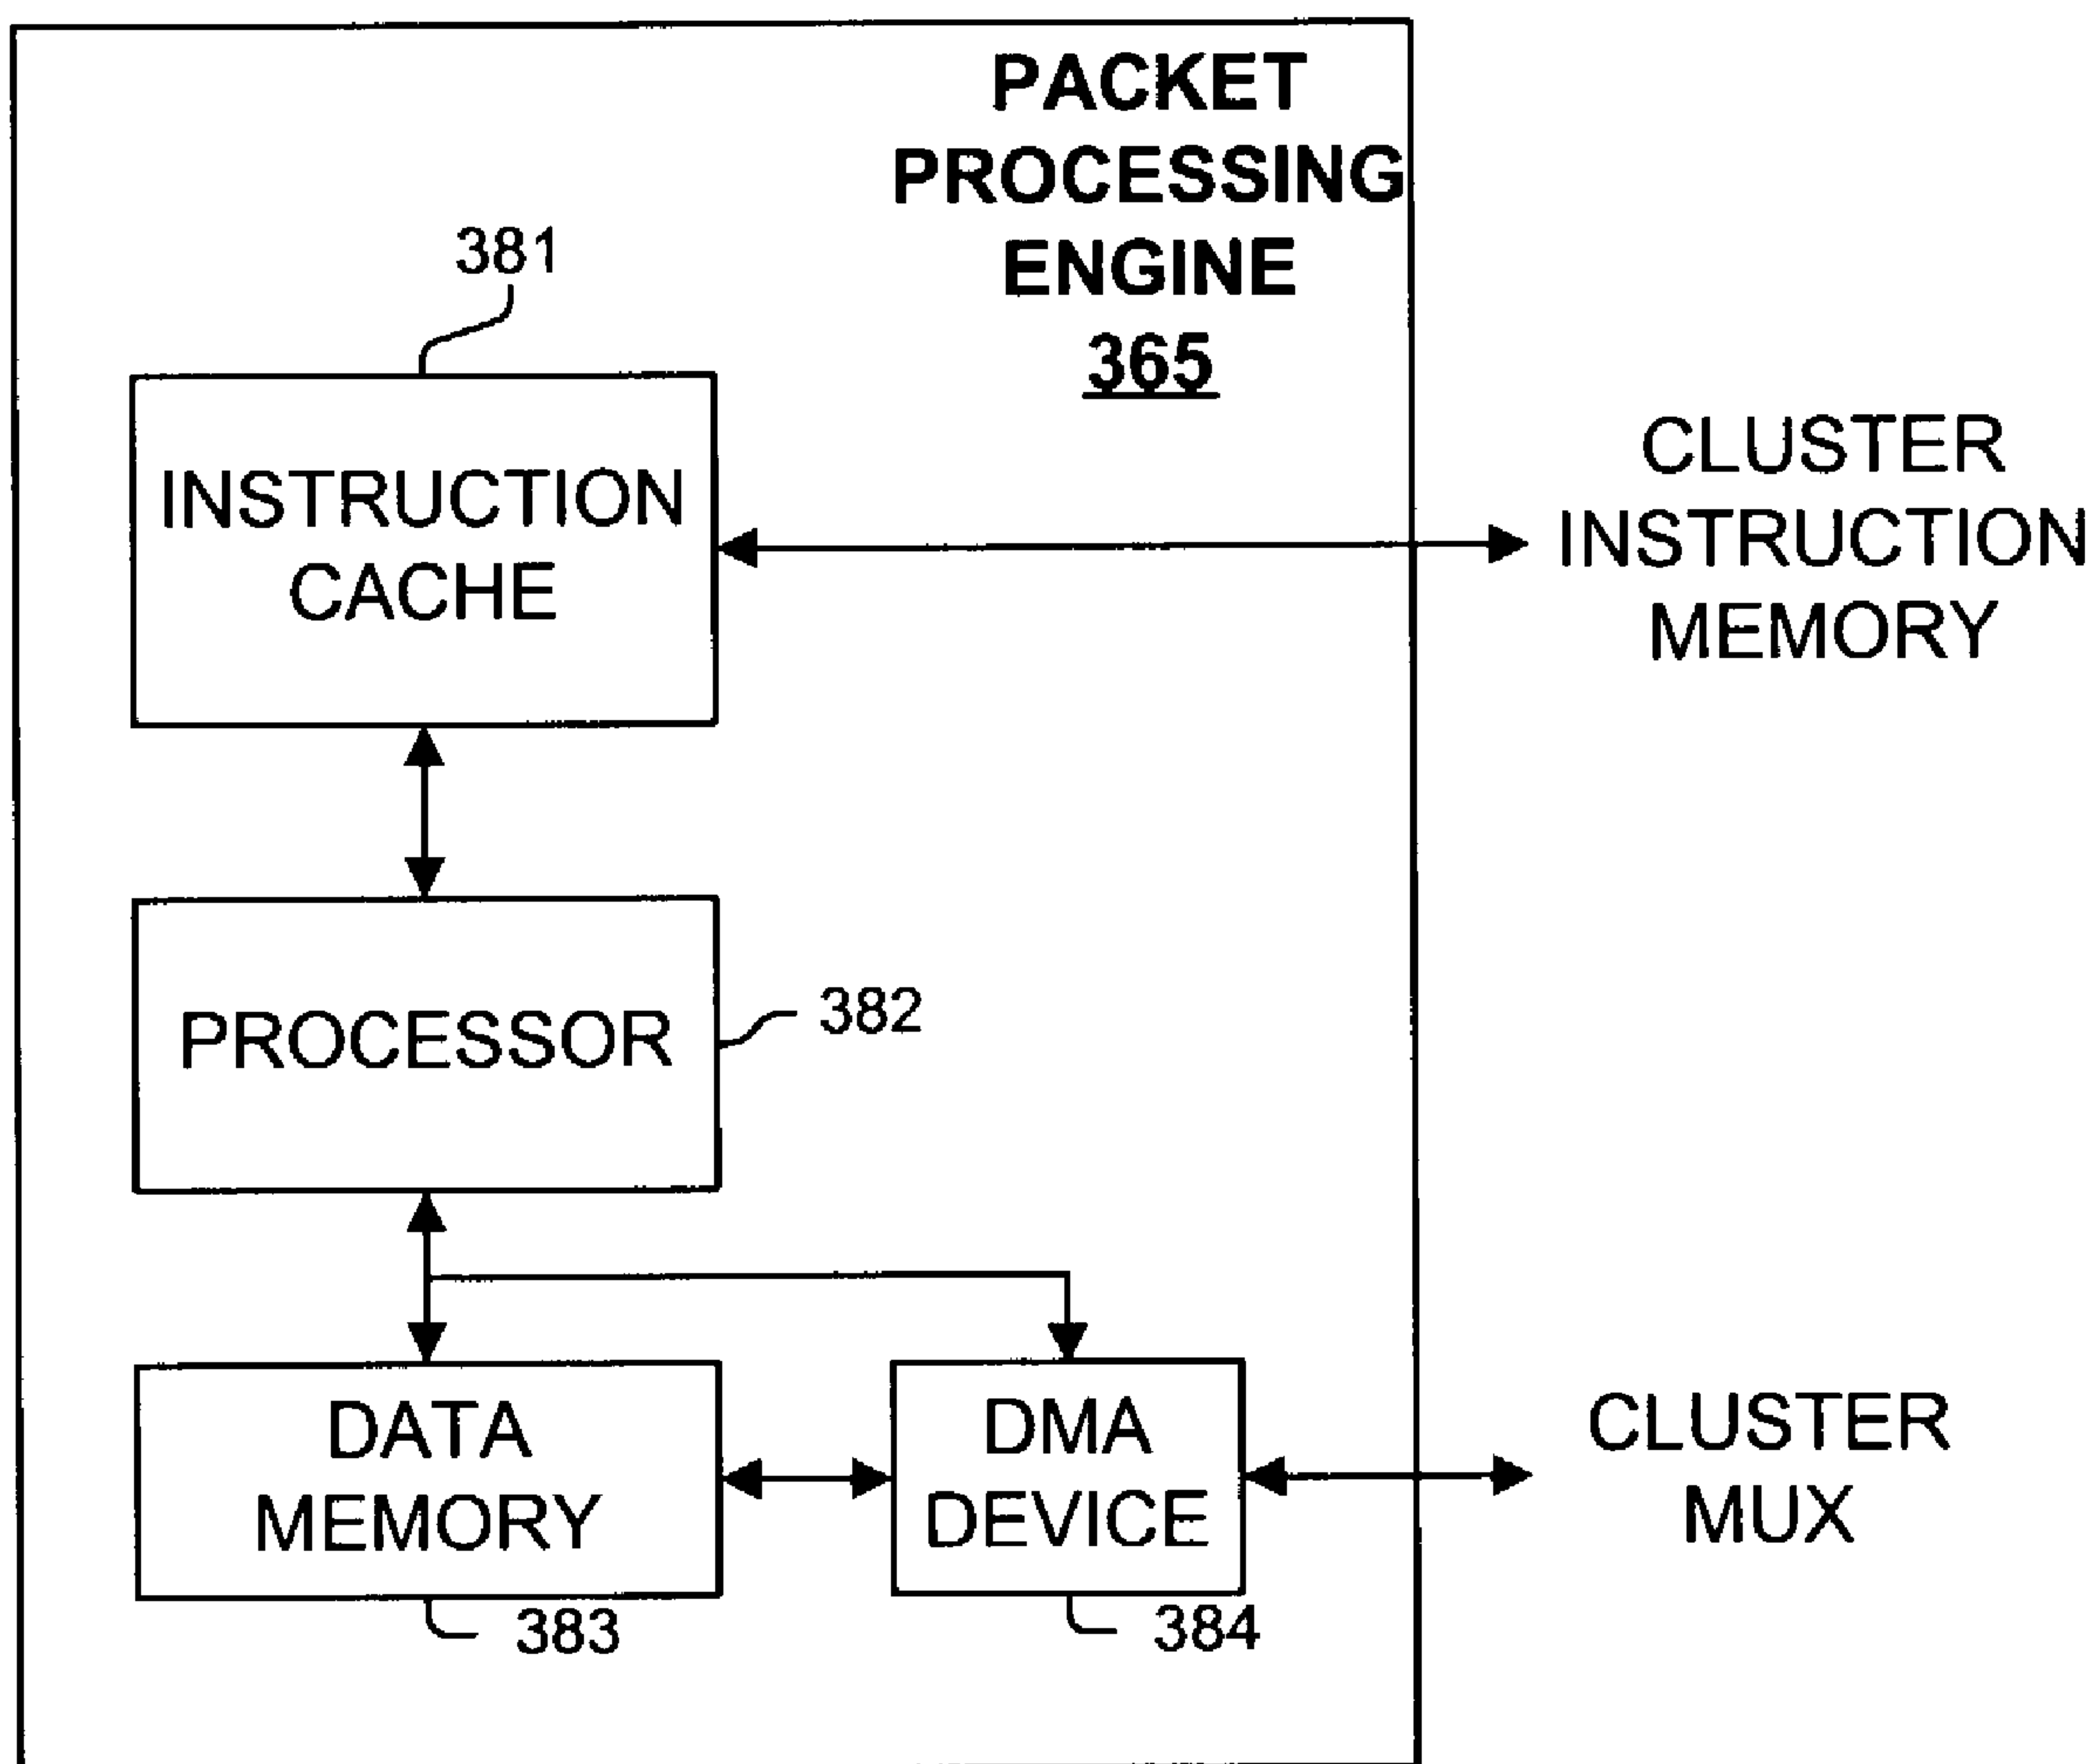 PACKET
PROCESSING
ENGINE
365
381
INSTRUCTION
CACHE
CLUSTER
INSTRUCTION
MEMORY
PROCESSOR
382
DATA
MEMORY
383
DMA
DEVICE
384
CLUSTER
MUX